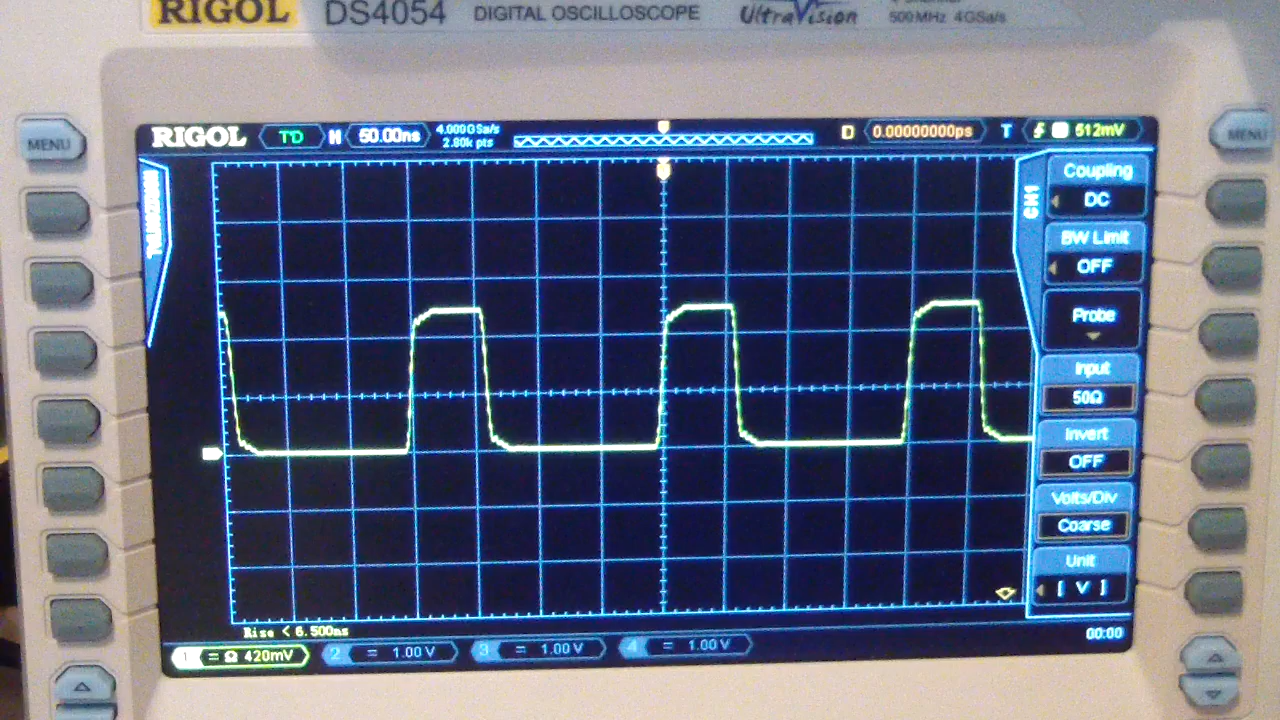 RIGOL DS4054 DIGITAL OSCILLOSCOPE UltraVision
500MHz 4GSa/s
MENU
MENU
RIGOL T'D H 50.00ns 4.000GSa/s 2.80k pts D 0.00000000ps T 512mV
CH1
Coupling
DC
BW Limit
OFF
Probe
Input
50Ω
Invert
OFF
Volts/Div
Coarse
Unit
[ V ]
Rise < 6.500ns
00:00
1 = Ω 420mV 2 = 1.00 V 3 = 1.00 V 4 = 1.00 V